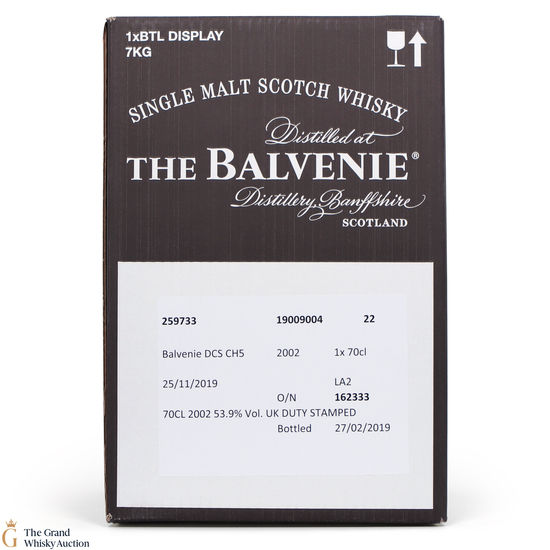 1xBTL DISPLAY
7KG
SINGLE MALT SCOTCH WHISKY
Distilled at
THE BALVENIE®
Distillery, Banffshire
SCOTLAND
259733 19009004 22
Balvenie DCS CH5 2002 1x 70cl
25/11/2019 LA2
O/N 162333
70CL 2002 53.9% Vol. UK DUTY STAMPED
Bottled 27/02/2019
G
The Grand
Whisky Auction